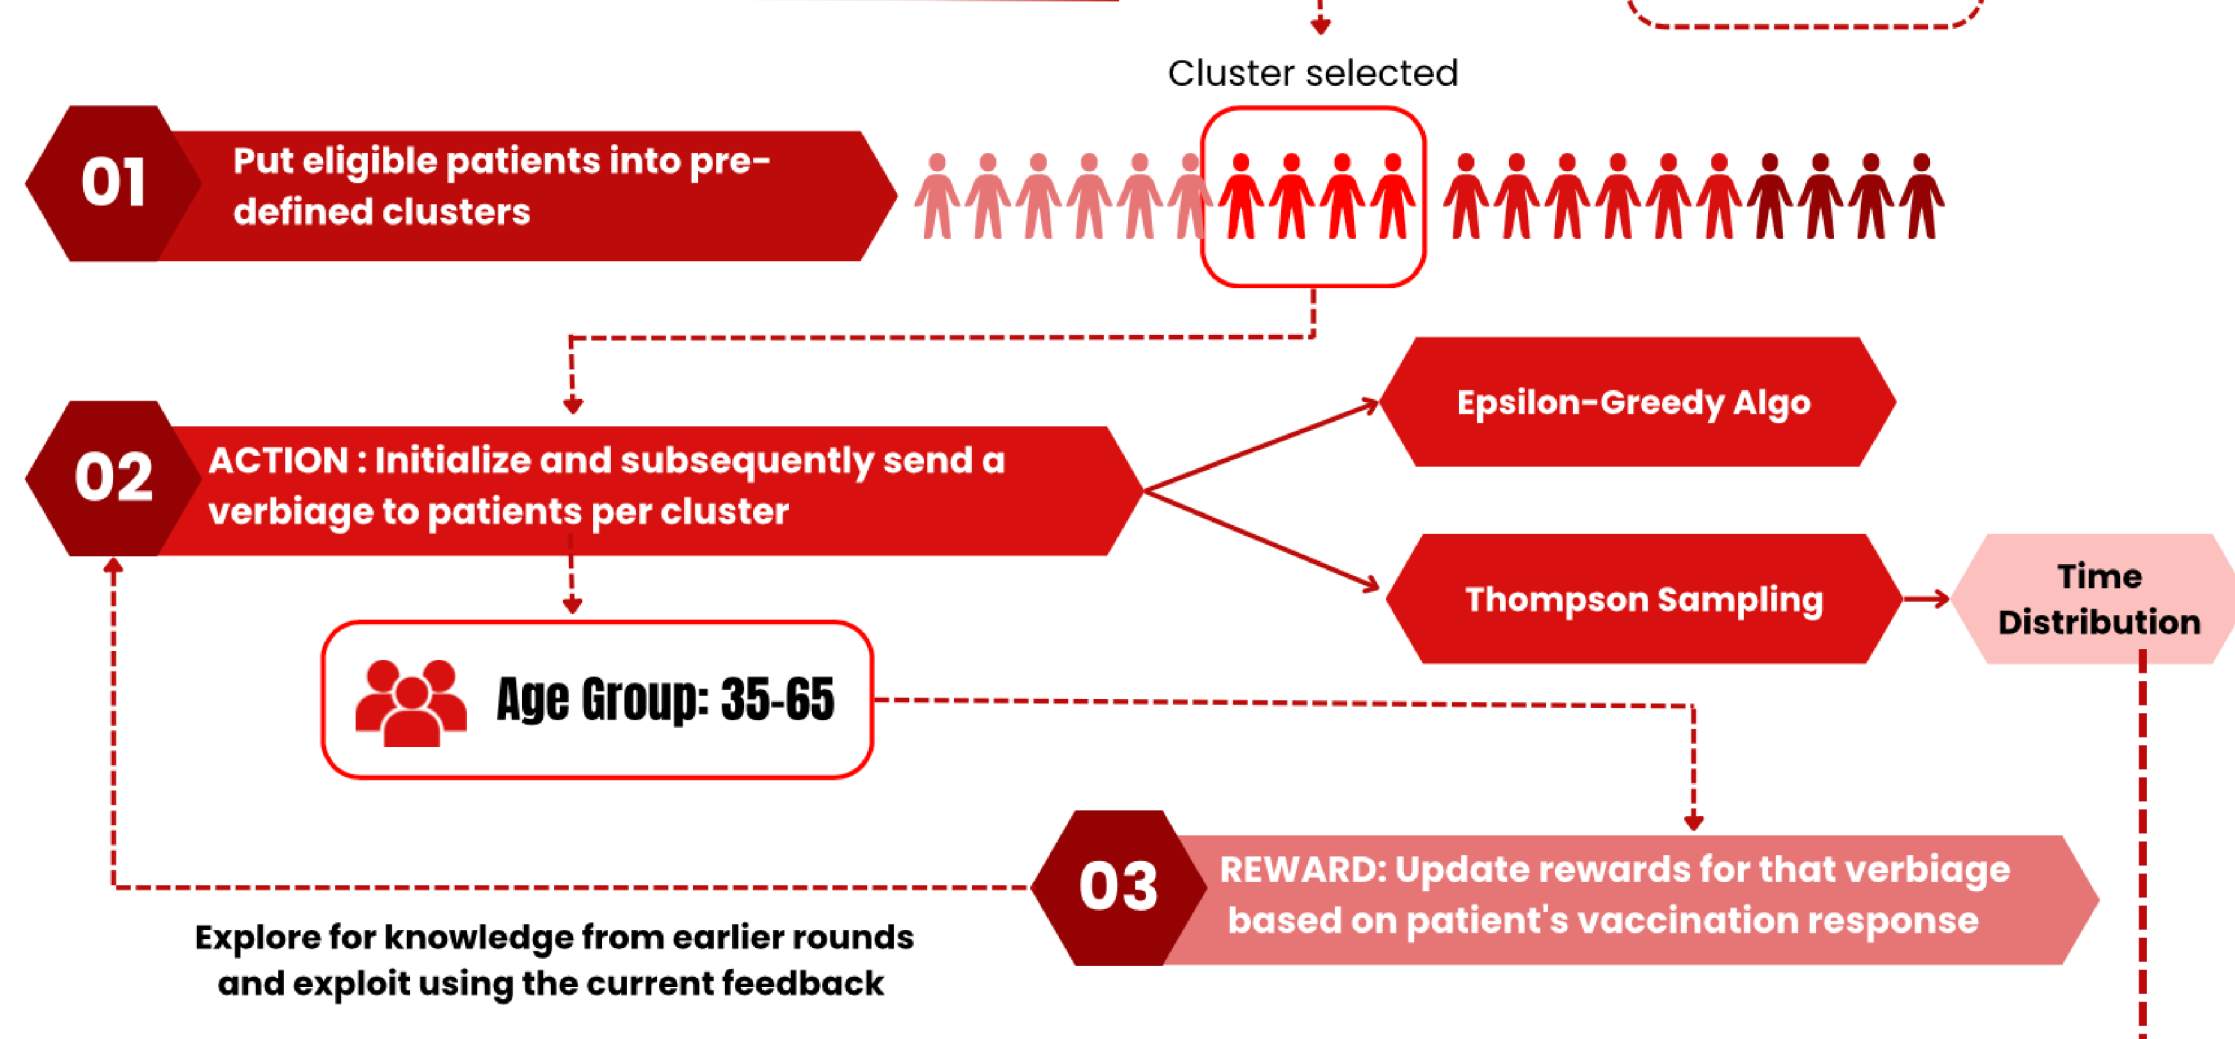 Cluster selected
01
Put eligible patients into pre-
defined clusters
Epsilon-Greedy Algo
02
ACTION : Initialize and subsequently send a
verbiage to patients per cluster
Thompson Sampling
Time
Distribution
Age Group: 35-65
03
REWARD: Update rewards for that verbiage
based on patient's vaccination response
Explore for knowledge from earlier rounds
and exploit using the current feedback